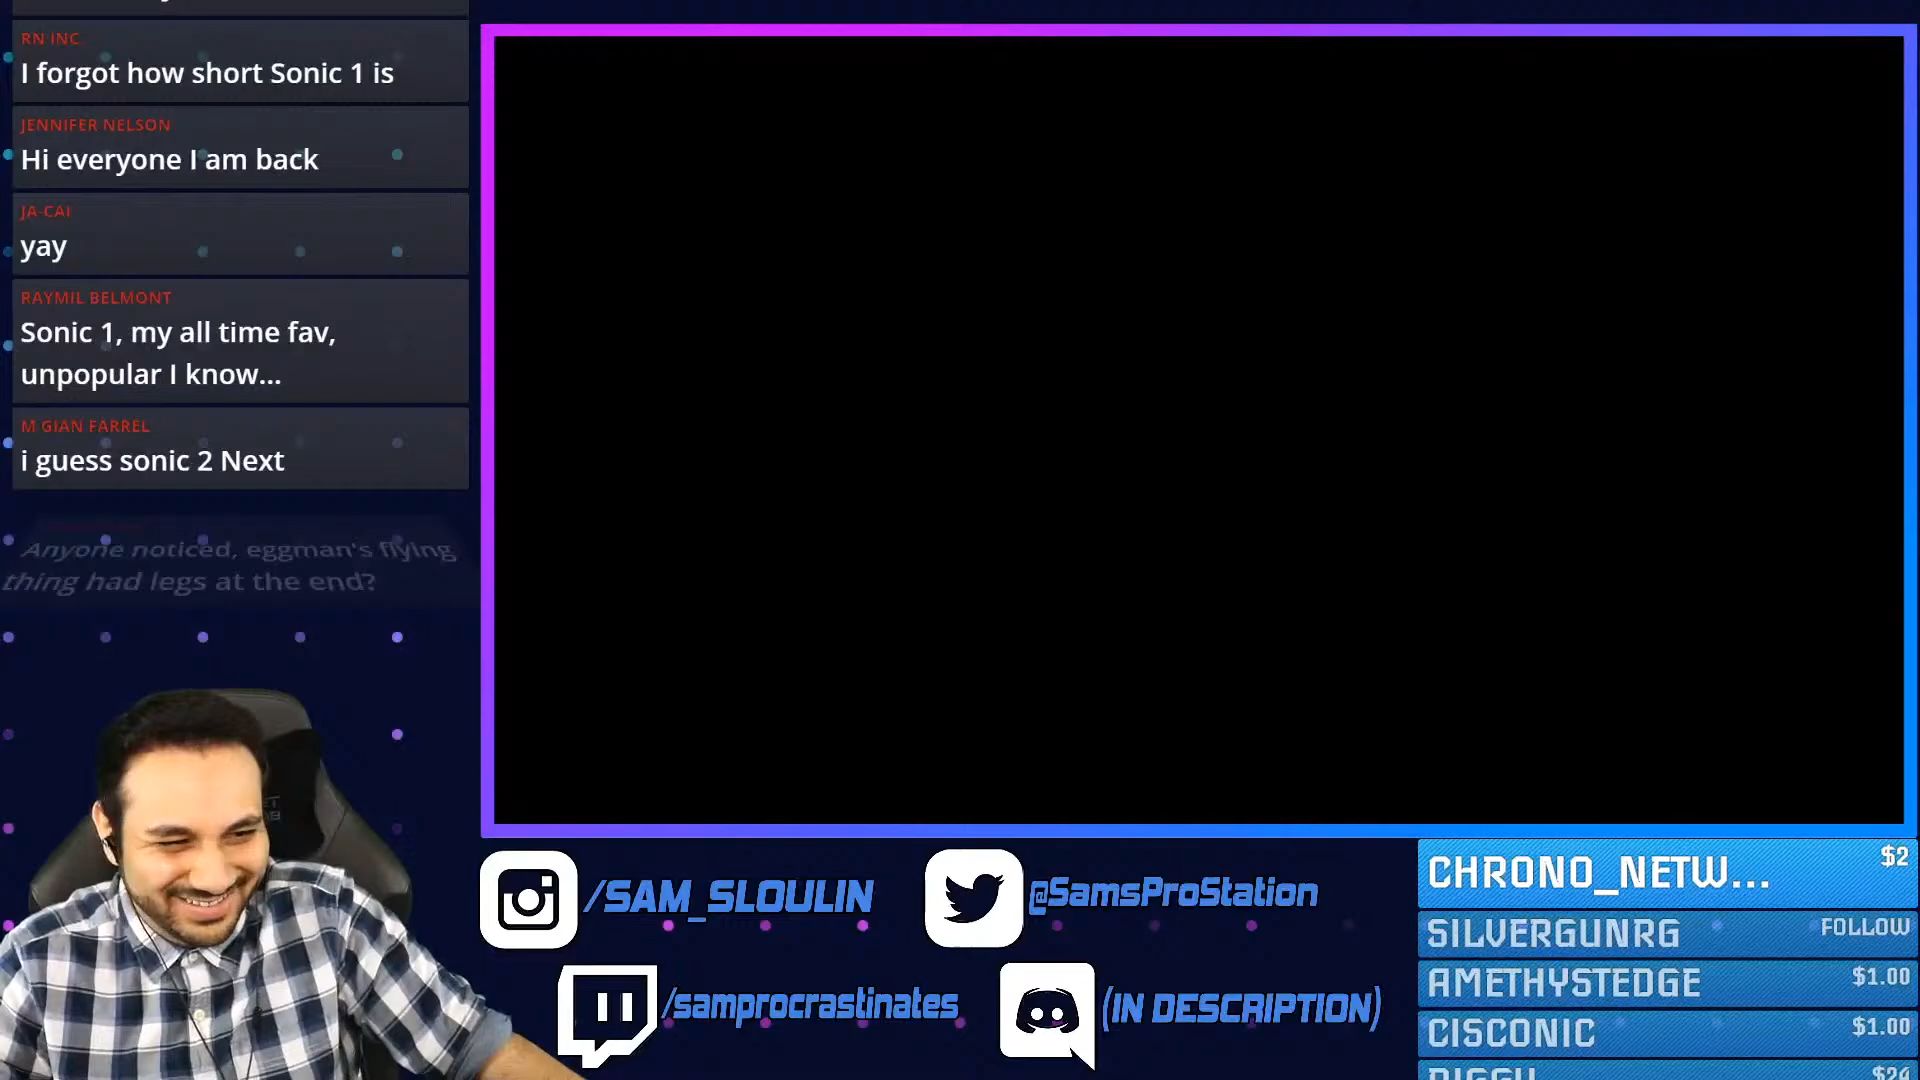 RN INC
I forgot how short Sonic 1 is
JENNIFER NELSON
Hi everyone I am back
JA-CAI
yay
RAYMIL BELMONT
Sonic 1, my all time fav,
unpopular I know...
M GIAN FARREL
i guess sonic 2 Next
Anyone noticed, eggman's flying
thing had legs at the end?
/SAM_SLOULIN
@SamsProStation
/samprocrastinates
(IN DESCRIPTION)
CHRONO_NETW... $2
SILVERGUNRG FOLLOW
AMETHYSTEDGE $1.00
CISCONIC $1.00